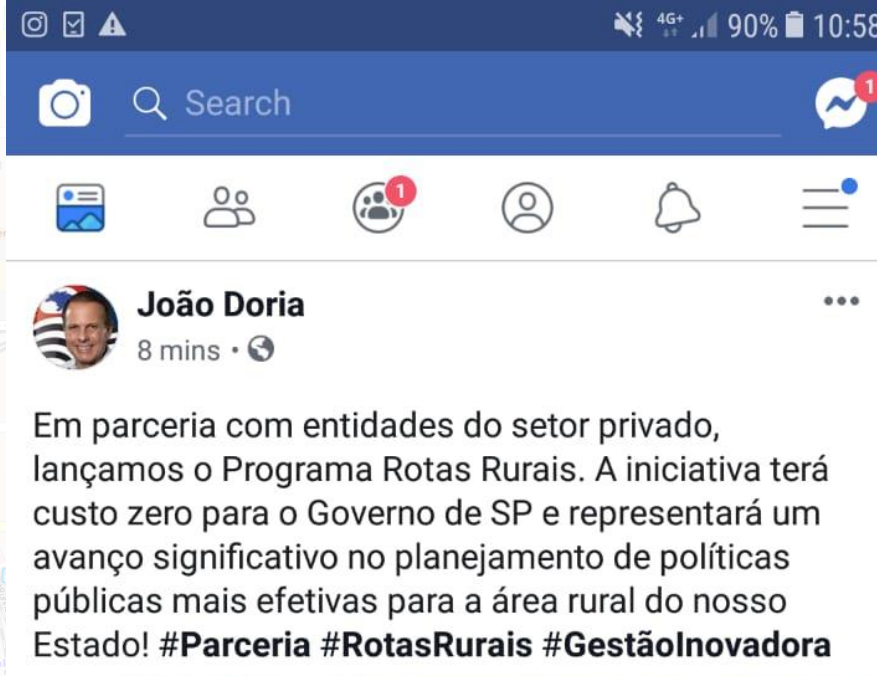 4G+ 90% 10:58
Search
1
1
João Doria
8 mins •
Em parceria com entidades do setor privado,
lançamos o Programa Rotas Rurais. A iniciativa terá
custo zero para o Governo de SP e representará um
avanço significativo no planejamento de políticas
públicas mais efetivas para a área rural do nosso
Estado! #Parceria #RotasRurais #GestãoInovadora